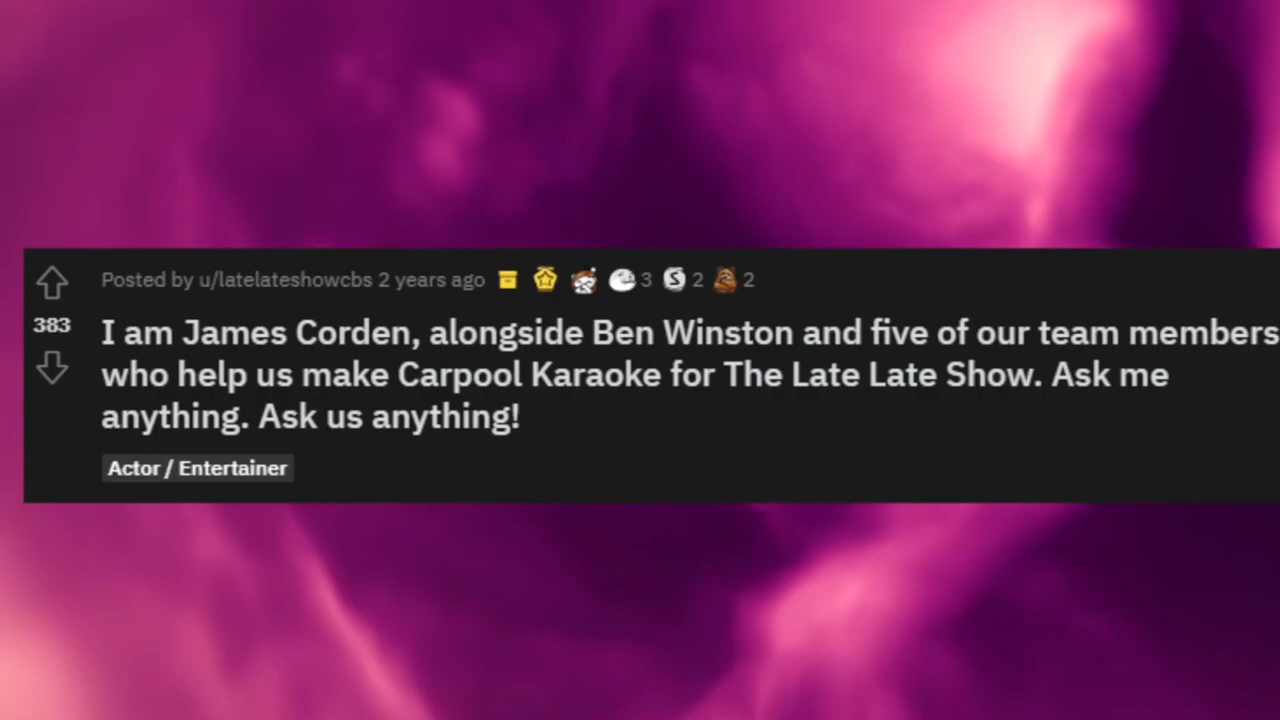 Posted by u/latelateshowcbs 2 years ago 3 2 2
383
I am James Corden, alongside Ben Winston and five of our team members
who help us make Carpool Karaoke for The Late Late Show. Ask me
anything. Ask us anything!
Actor / Entertainer